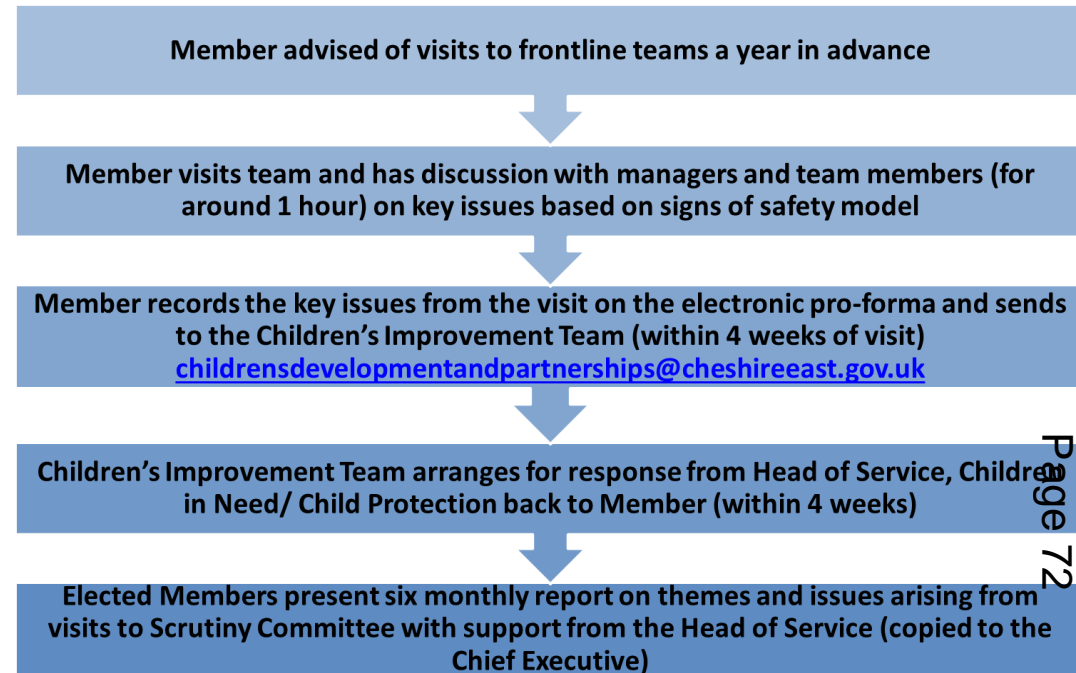 Member advised of visits to frontline teams a year in advance
Member visits team and has discussion with managers and team members (for
around 1 hour) on key issues based on signs of safety model
Member records the key issues from the visit on the electronic pro-forma and sends
to the Children’s Improvement Team (within 4 weeks of visit)
childrensdevelopmentandpartnerships@cheshireeast.gov.uk
Children’s Improvement Team arranges for response from Head of Service, Children
in Need/ Child Protection back to Member (within 4 weeks)
Elected Members present six monthly report on themes and issues arising from
visits to Scrutiny Committee with support from the Head of Service (copied to the
Chief Executive)
Page 72